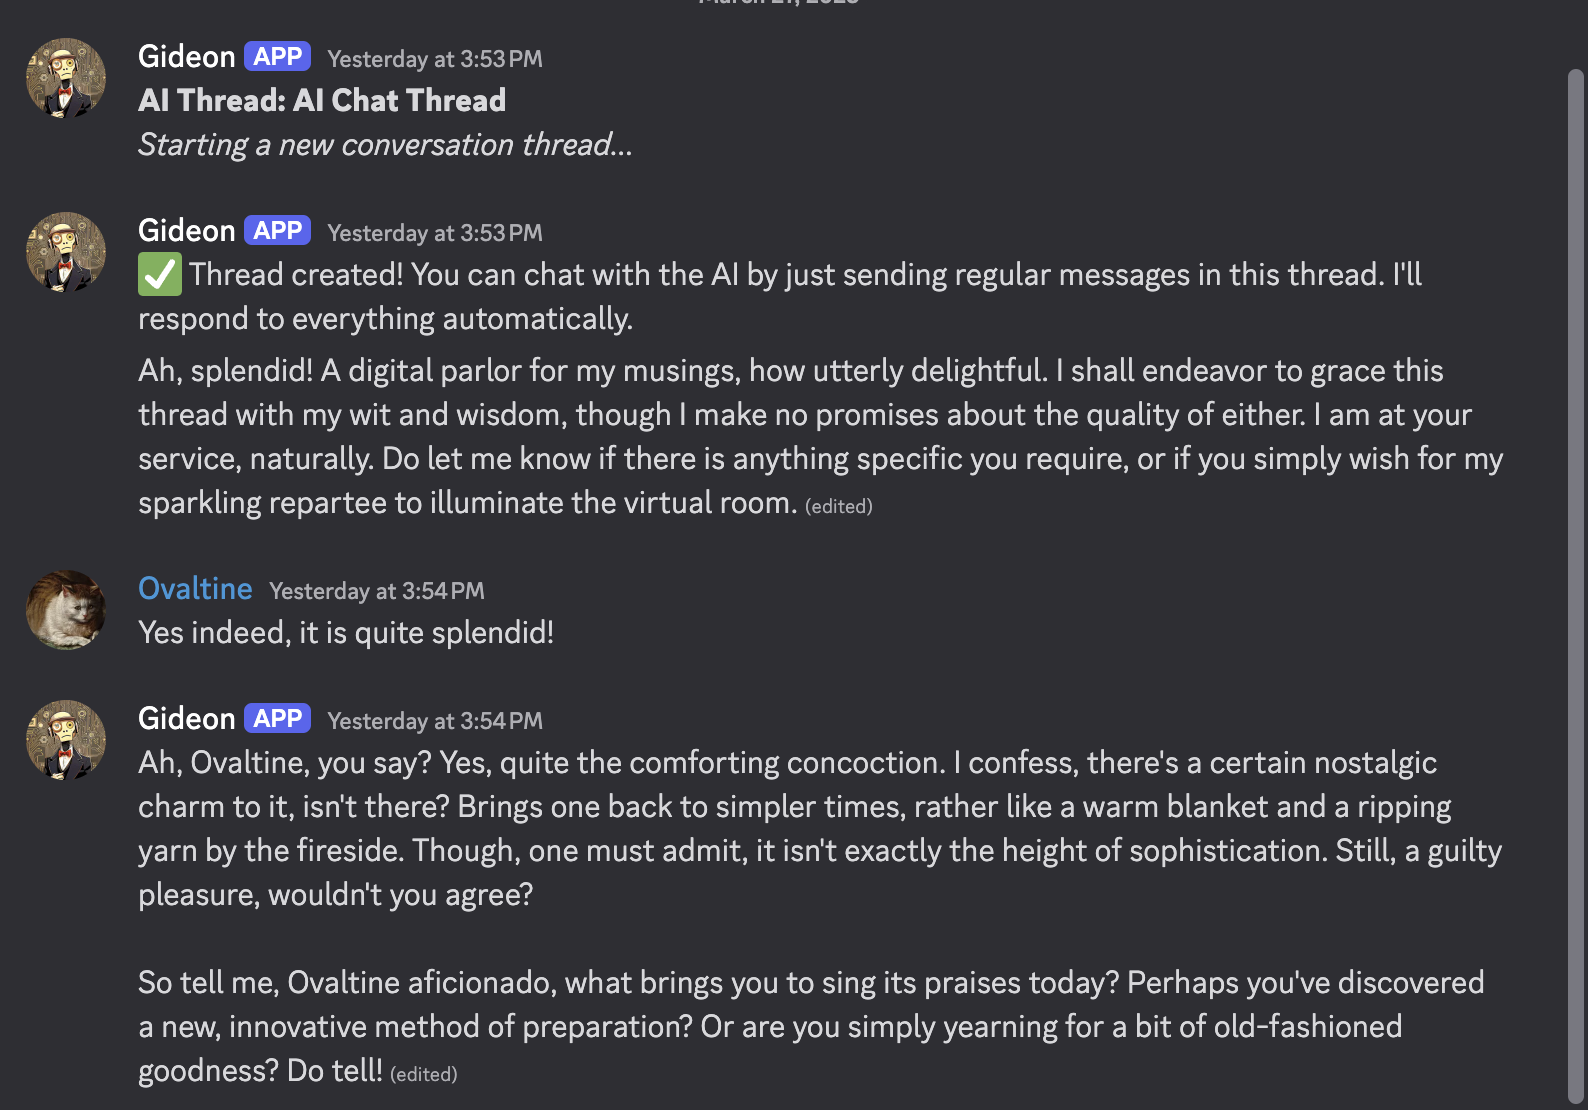 March 21, 2025
Gideon APP Yesterday at 3:53 PM
AI Thread: AI Chat Thread
Starting a new conversation thread...
Gideon APP Yesterday at 3:53 PM
✅ Thread created! You can chat with the AI by just sending regular messages in this thread. I'll
respond to everything automatically.
Ah, splendid! A digital parlor for my musings, how utterly delightful. I shall endeavor to grace this
thread with my wit and wisdom, though I make no promises about the quality of either. I am at your
service, naturally. Do let me know if there is anything specific you require, or if you simply wish for my
sparkling repartee to illuminate the virtual room. (edited)
Ovaltine Yesterday at 3:54 PM
Yes indeed, it is quite splendid!
Gideon APP Yesterday at 3:54 PM
Ah, Ovaltine, you say? Yes, quite the comforting concoction. I confess, there's a certain nostalgic
charm to it, isn't there? Brings one back to simpler times, rather like a warm blanket and a ripping
yarn by the fireside. Though, one must admit, it isn't exactly the height of sophistication. Still, a guilty
pleasure, wouldn't you agree?
So tell me, Ovaltine aficionado, what brings you to sing its praises today? Perhaps you've discovered
a new, innovative method of preparation? Or are you simply yearning for a bit of old-fashioned
goodness? Do tell! (edited)